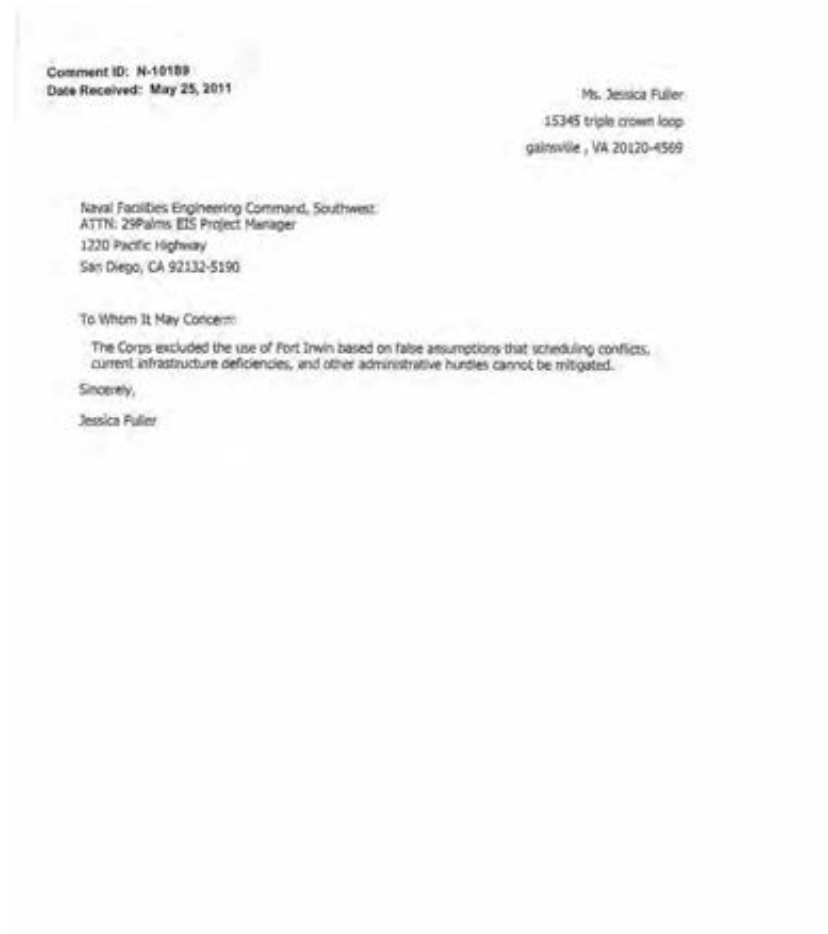 Comment ID: N-10189
Date Received: May 25, 2011
Ms. Jessica Fuller
15345 triple crown loop
gainsville , VA 20120-4569
Naval Facilities Engineering Command, Southwest
ATTN: 29Palms EIS Project Manager
1220 Pacific Highway
San Diego, CA 92132-5190
To Whom It May Concern:
The Corps excluded the use of Fort Irwin based on false assumptions that scheduling conflicts,
current infrastructure deficiencies, and other administrative hurdles cannot be mitigated.
Sincerely,
Jessica Fuller